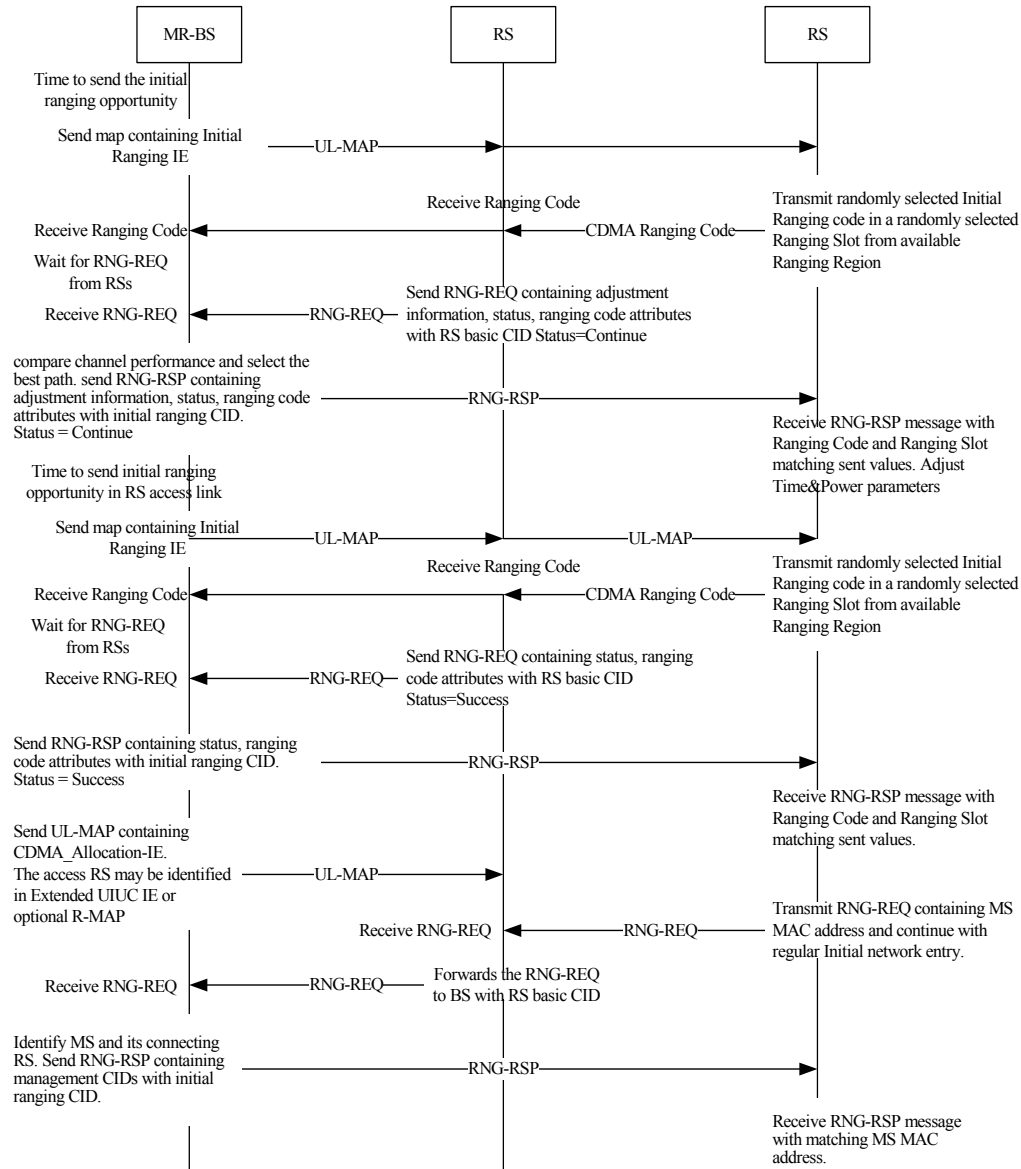 MR-BS
RS
RS
Time to send the initial
ranging opportunity
Send map containing Initial
Ranging IE
UL-MAP
Receive Ranging Code
Transmit randomly selected Initial
Ranging code in a randomly selected
Ranging Slot from available
Ranging Region
Receive Ranging Code
CDMA Ranging Code
Wait for RNG-REQ
from RSs
Receive RNG-REQ
RNG-REQ
Send RNG-REQ containing adjustment
information, status, ranging code attributes
with RS basic CID Status=Continue
compare channel performance and select the
best path. send RNG-RSP containing
adjustment information, status, ranging code
attributes with initial ranging CID.
Status = Continue
RNG-RSP
Receive RNG-RSP message with
Ranging Code and Ranging Slot
matching sent values. Adjust
Time&Power parameters
Time to send initial ranging
opportunity in RS access link
Send map containing Initial
Ranging IE
UL-MAP
UL-MAP
Receive Ranging Code
Transmit randomly selected Initial
Ranging code in a randomly selected
Ranging Slot from available
Ranging Region
Receive Ranging Code
CDMA Ranging Code
Wait for RNG-REQ
from RSs
Receive RNG-REQ
RNG-REQ
Send RNG-REQ containing status, ranging
code attributes with RS basic CID
Status=Success
Send RNG-RSP containing status, ranging
code attributes with initial ranging CID.
Status = Success
RNG-RSP
Receive RNG-RSP message with
Ranging Code and Ranging Slot
matching sent values.
Send UL-MAP containing
CDMA_Allocation-IE.
The access RS may be identified
in Extended UIUC IE or
optional R-MAP
UL-MAP
Receive RNG-REQ
RNG-REQ
Transmit RNG-REQ containing MS
MAC address and continue with
regular Initial network entry.
Receive RNG-REQ
RNG-REQ
Forwards the RNG-REQ
to BS with RS basic CID
Identify MS and its connecting
RS. Send RNG-RSP containing
management CIDs with initial
ranging CID.
RNG-RSP
Receive RNG-RSP message
with matching MS MAC
address.